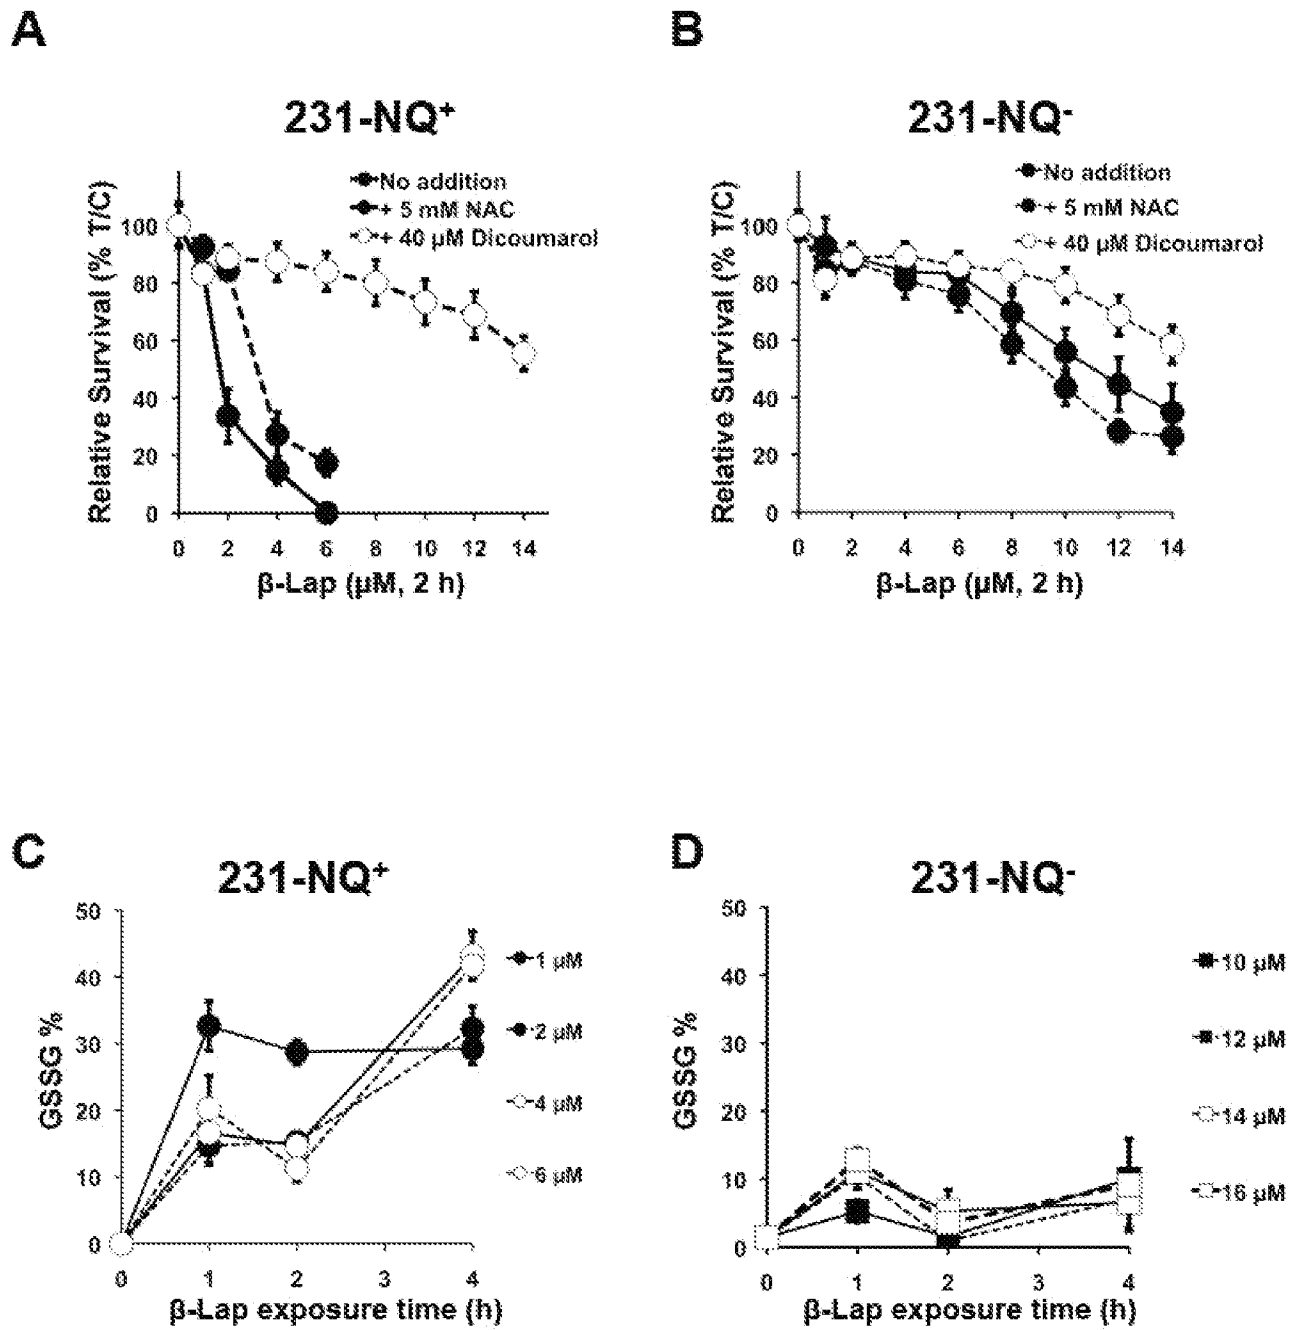 A
231-NQ+
Relative Survival (% T/C)
100
80
60
40
20
0
No addition
+ 5 mM NAC
+ 40 µM Dicoumarol
0 2 4 6 8 10 12 14
β-Lap (µM, 2 h)
B
231-NQ-
Relative Survival (% T/C)
100
80
60
40
20
0
No addition
+ 5 mM NAC
+ 40 µM Dicoumarol
0 2 4 6 8 10 12 14
β-Lap (µM, 2 h)
C
231-NQ+
GSSG %
50
40
30
20
10
0
1 µM
2 µM
4 µM
6 µM
0 1 2 3 4
β-Lap exposure time (h)
D
231-NQ-
GSSG %
50
40
30
20
10
0
10 µM
12 µM
14 µM
16 µM
0 1 2 3 4
β-Lap exposure time (h)